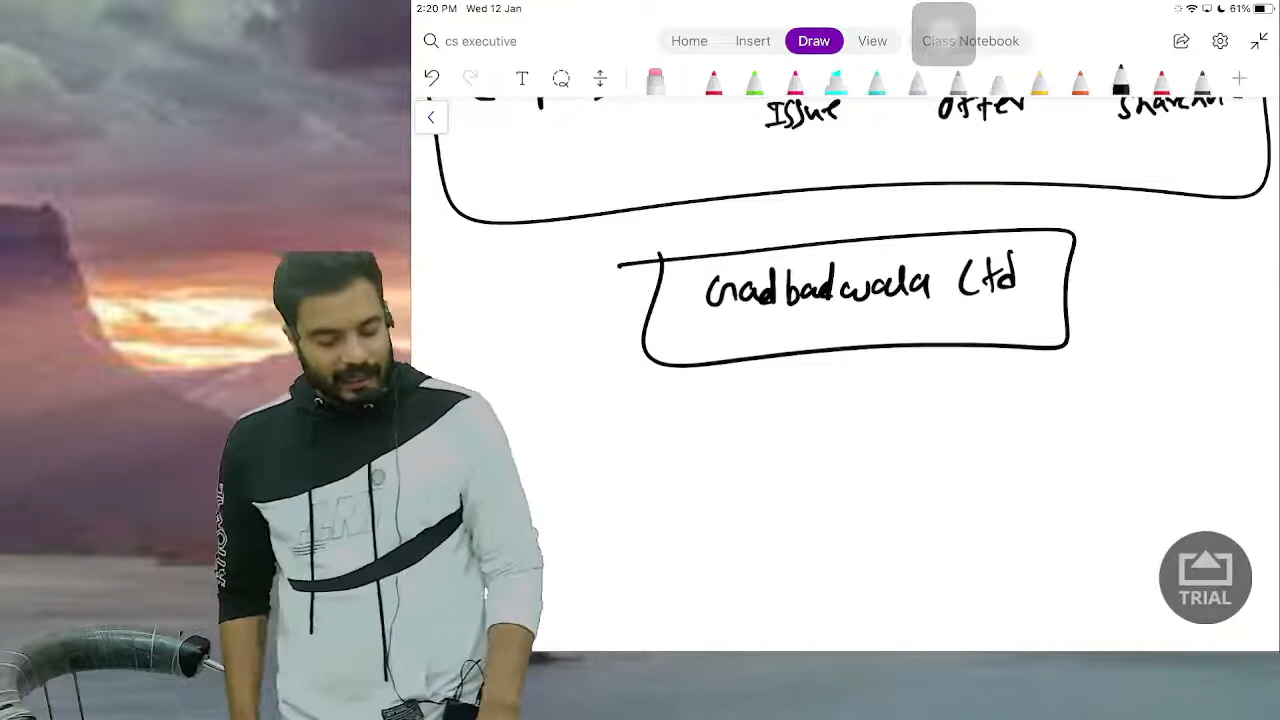 2:20 PM Wed 12 Jan 61%
cs executive Home Insert Draw View Class Notebook
T
Issue offer
Gadbadwala Ltd
TRIAL